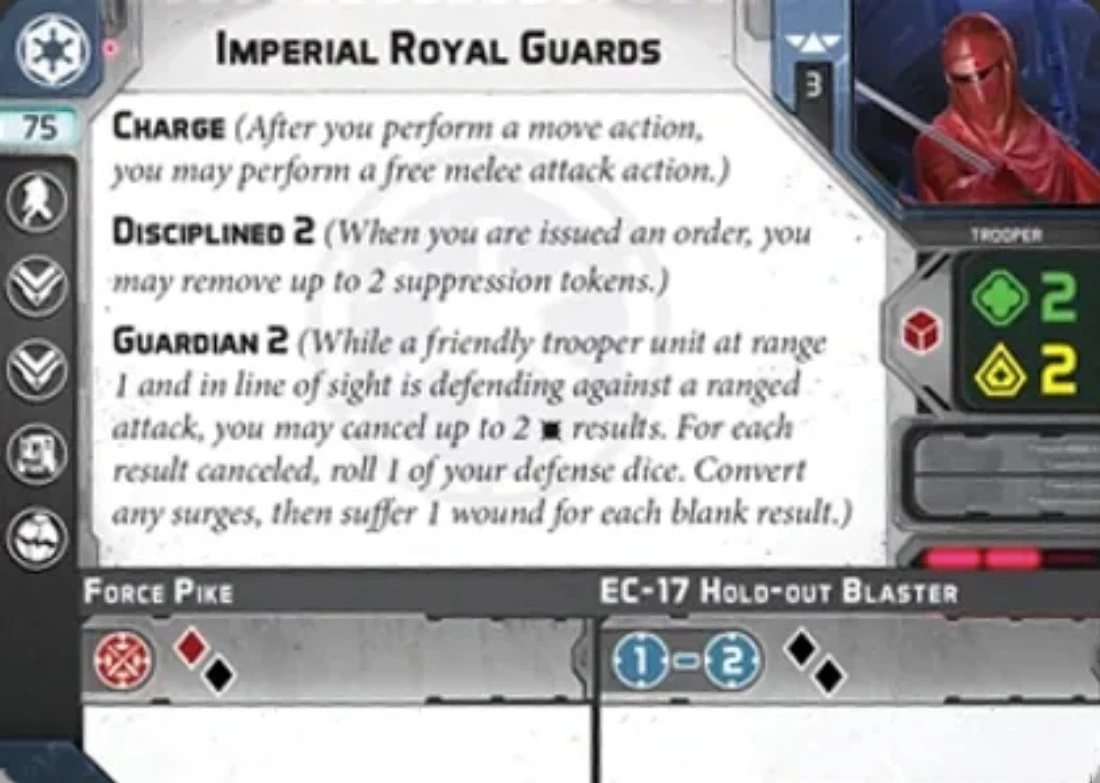 IMPERIAL ROYAL GUARDS
3
75
CHARGE (After you perform a move action,
you may perform a free melee attack action.)
DISCIPLINED 2 (When you are issued an order, you
may remove up to 2 suppression tokens.)
GUARDIAN 2 (While a friendly trooper unit at range
1 and in line of sight is defending against a ranged
attack, you may cancel up to 2 results. For each
result canceled, roll 1 of your defense dice. Convert
any surges, then suffer 1 wound for each blank result.)
TROOPER
2
2
FORCE PIKE
EC-17 HOLD-OUT BLASTER
1 - 2